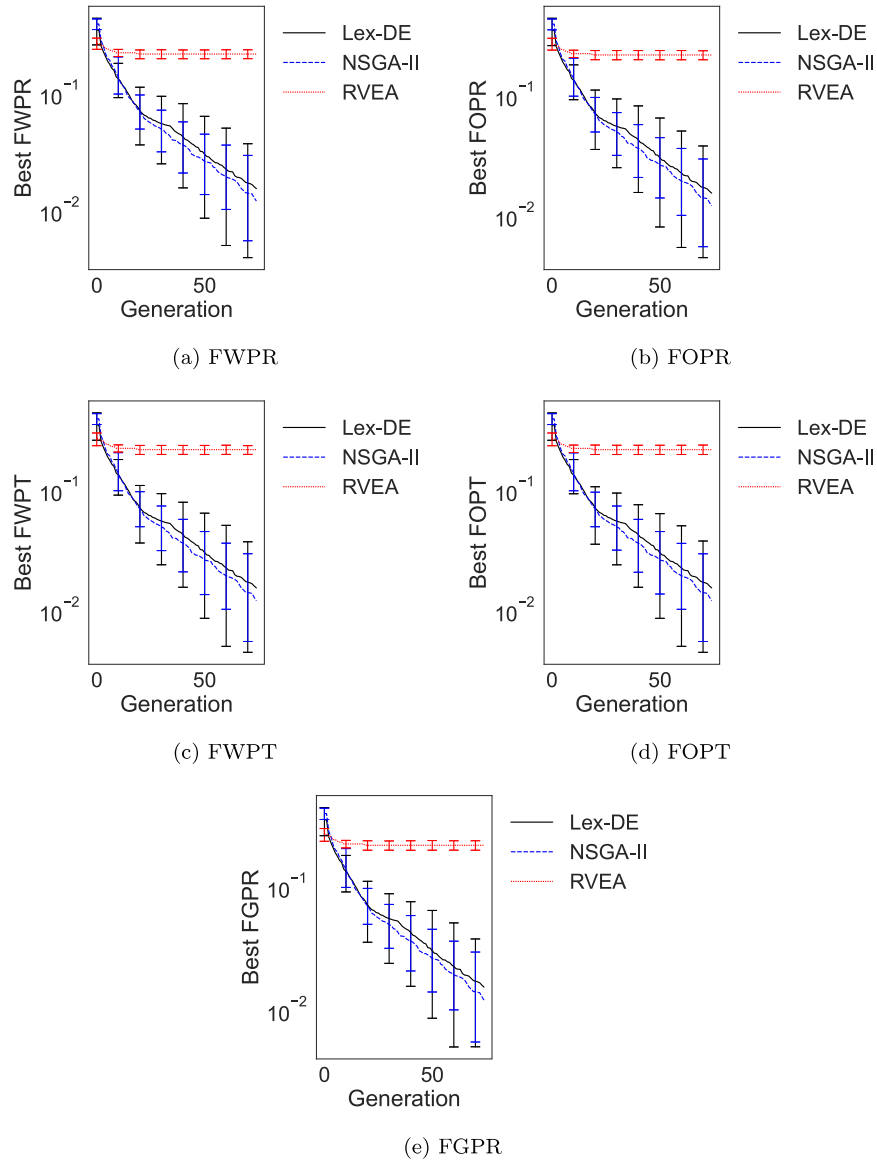 Best FWPR
10⁻¹
10⁻²
0
50
Generation
Lex-DE
NSGA-II
RVEA
(a) FWPR
Best FOPR
10⁻¹
10⁻²
0
50
Generation
Lex-DE
NSGA-II
RVEA
(b) FOPR
Best FWPT
10⁻¹
10⁻²
0
50
Generation
Lex-DE
NSGA-II
RVEA
(c) FWPT
Best FOPT
10⁻¹
10⁻²
0
50
Generation
Lex-DE
NSGA-II
RVEA
(d) FOPT
Best FGPR
10⁻¹
10⁻²
0
50
Generation
Lex-DE
NSGA-II
RVEA
(e) FGPR